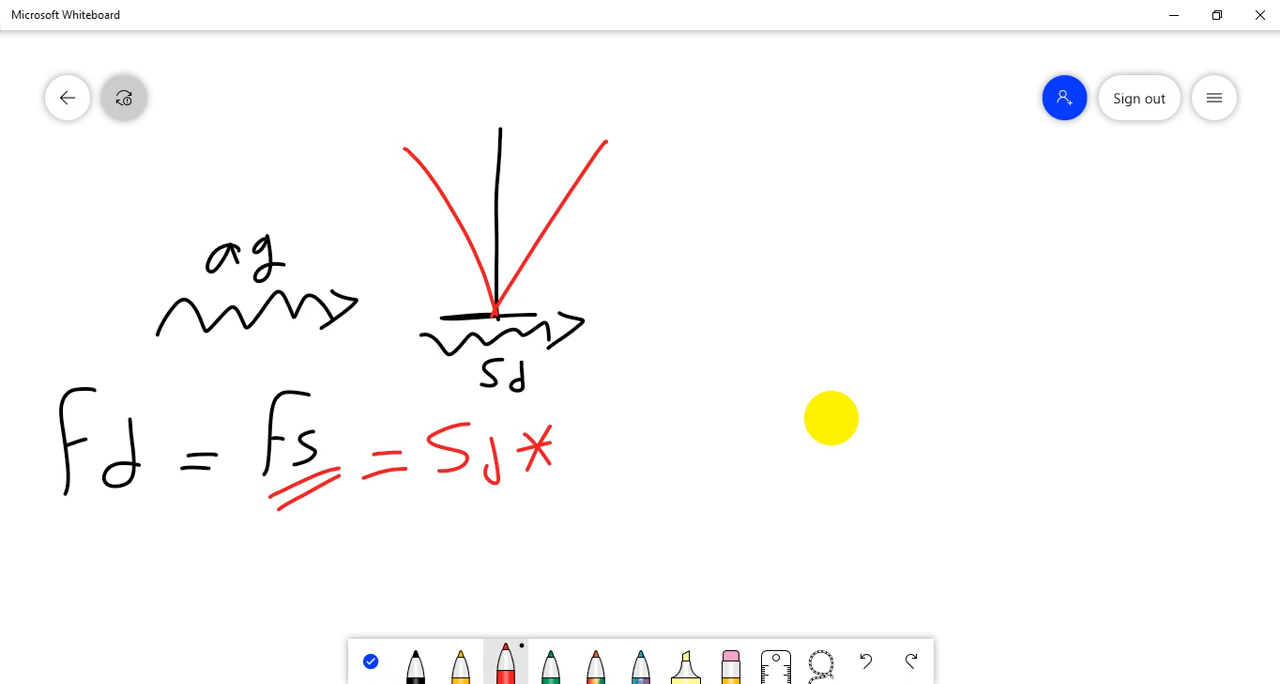 Microsoft Whiteboard
Sign out
ag
Sd
Fd = Fs = Sd *